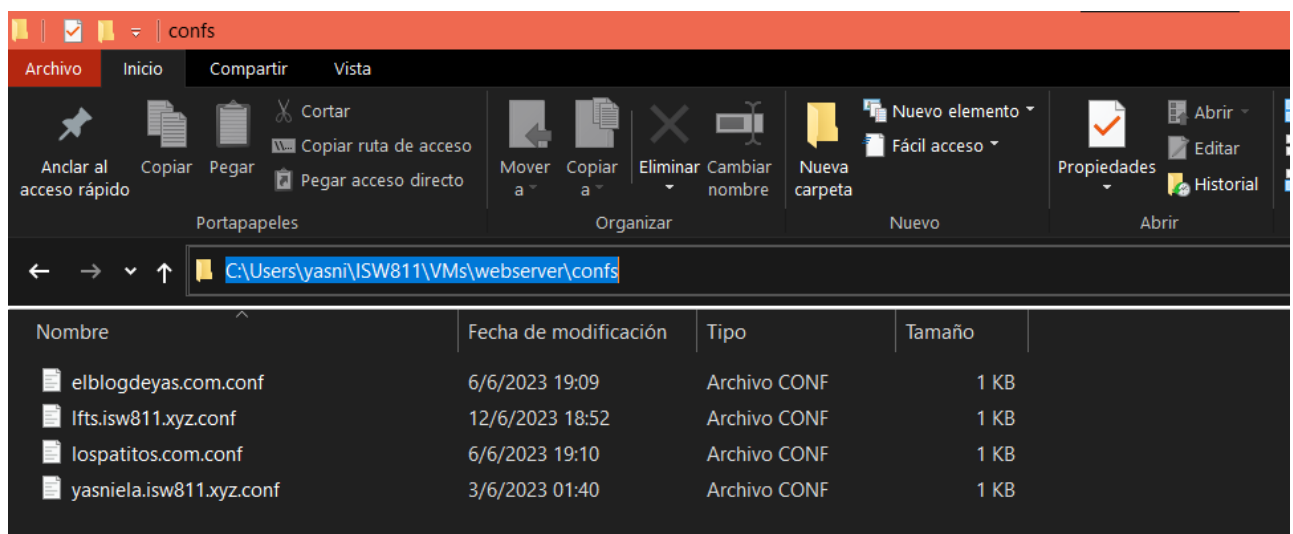 confs
Archivo Inicio Compartir Vista
Anclar al acceso rápido
Copiar
Pegar
Cortar
Copiar ruta de acceso
Pegar acceso directo
Mover a
Copiar a
Eliminar
Cambiar nombre
Nueva carpeta
Nuevo elemento
Fácil acceso
Propiedades
Abrir
Editar
Historial
Portapapeles Organizar Nuevo Abrir
C:\Users\yasni\ISW811\VMs\webserver\confs
Nombre Fecha de modificación Tipo Tamaño
elblogdeyas.com.conf 6/6/2023 19:09 Archivo CONF 1 KB
lfts.isw811.xyz.conf 12/6/2023 18:52 Archivo CONF 1 KB
lospatitos.com.conf 6/6/2023 19:10 Archivo CONF 1 KB
yasniela.isw811.xyz.conf 3/6/2023 01:40 Archivo CONF 1 KB